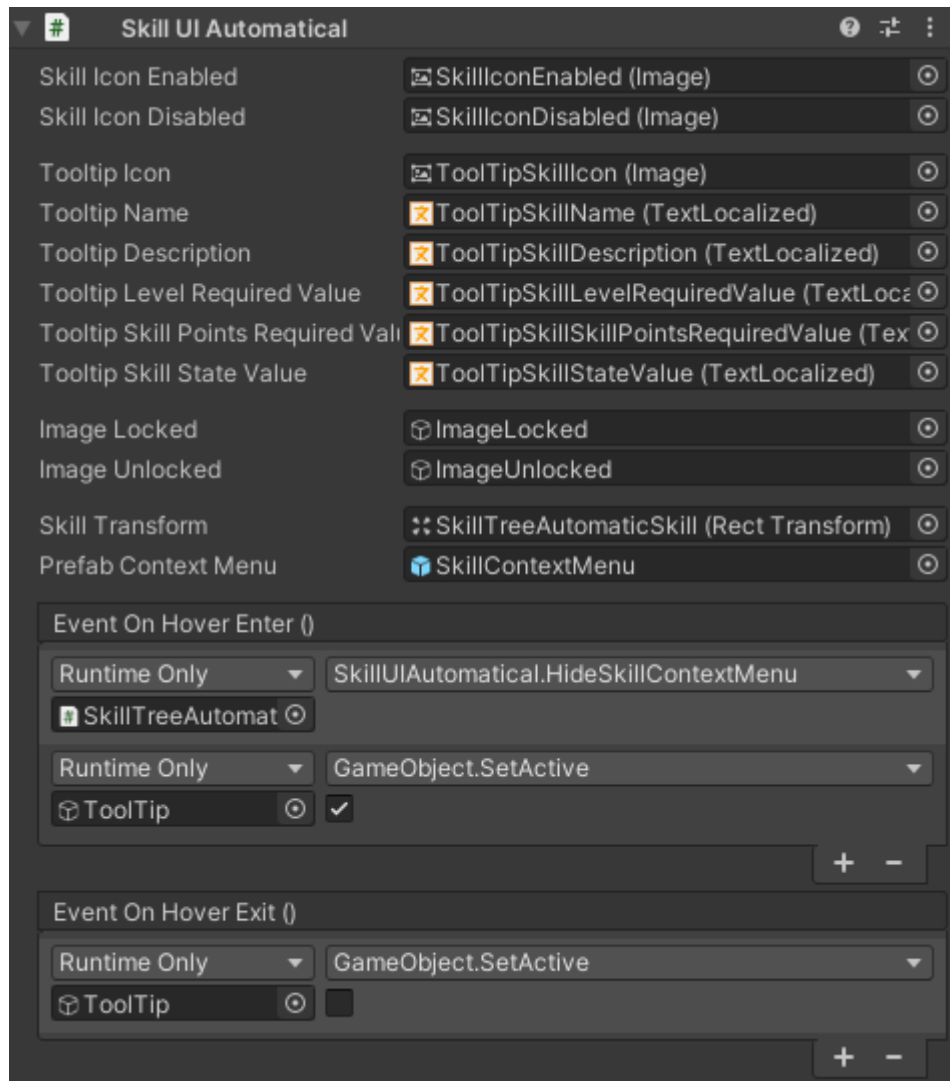 Skill UI Automatical
Skill Icon Enabled SkillIconEnabled (Image)
Skill Icon Disabled SkillIconDisabled (Image)
Tooltip Icon ToolTipSkillIcon (Image)
Tooltip Name ToolTipSkillName (TextLocalized)
Tooltip Description ToolTipSkillDescription (TextLocalized)
Tooltip Level Required Value ToolTipSkillLevelRequiredValue (TextLoca
Tooltip Skill Points Required Valu ToolTipSkillSkillPointsRequiredValue (Tex
Tooltip Skill State Value ToolTipSkillStateValue (TextLocalized)
Image Locked ImageLocked
Image Unlocked ImageUnlocked
Skill Transform SkillTreeAutomaticSkill (Rect Transform)
Prefab Context Menu SkillContextMenu
Event On Hover Enter ()
Runtime Only SkillUIAutomatical.HideSkillContextMenu
SkillTreeAutomat
Runtime Only GameObject.SetActive
ToolTip
Event On Hover Exit ()
Runtime Only GameObject.SetActive
ToolTip